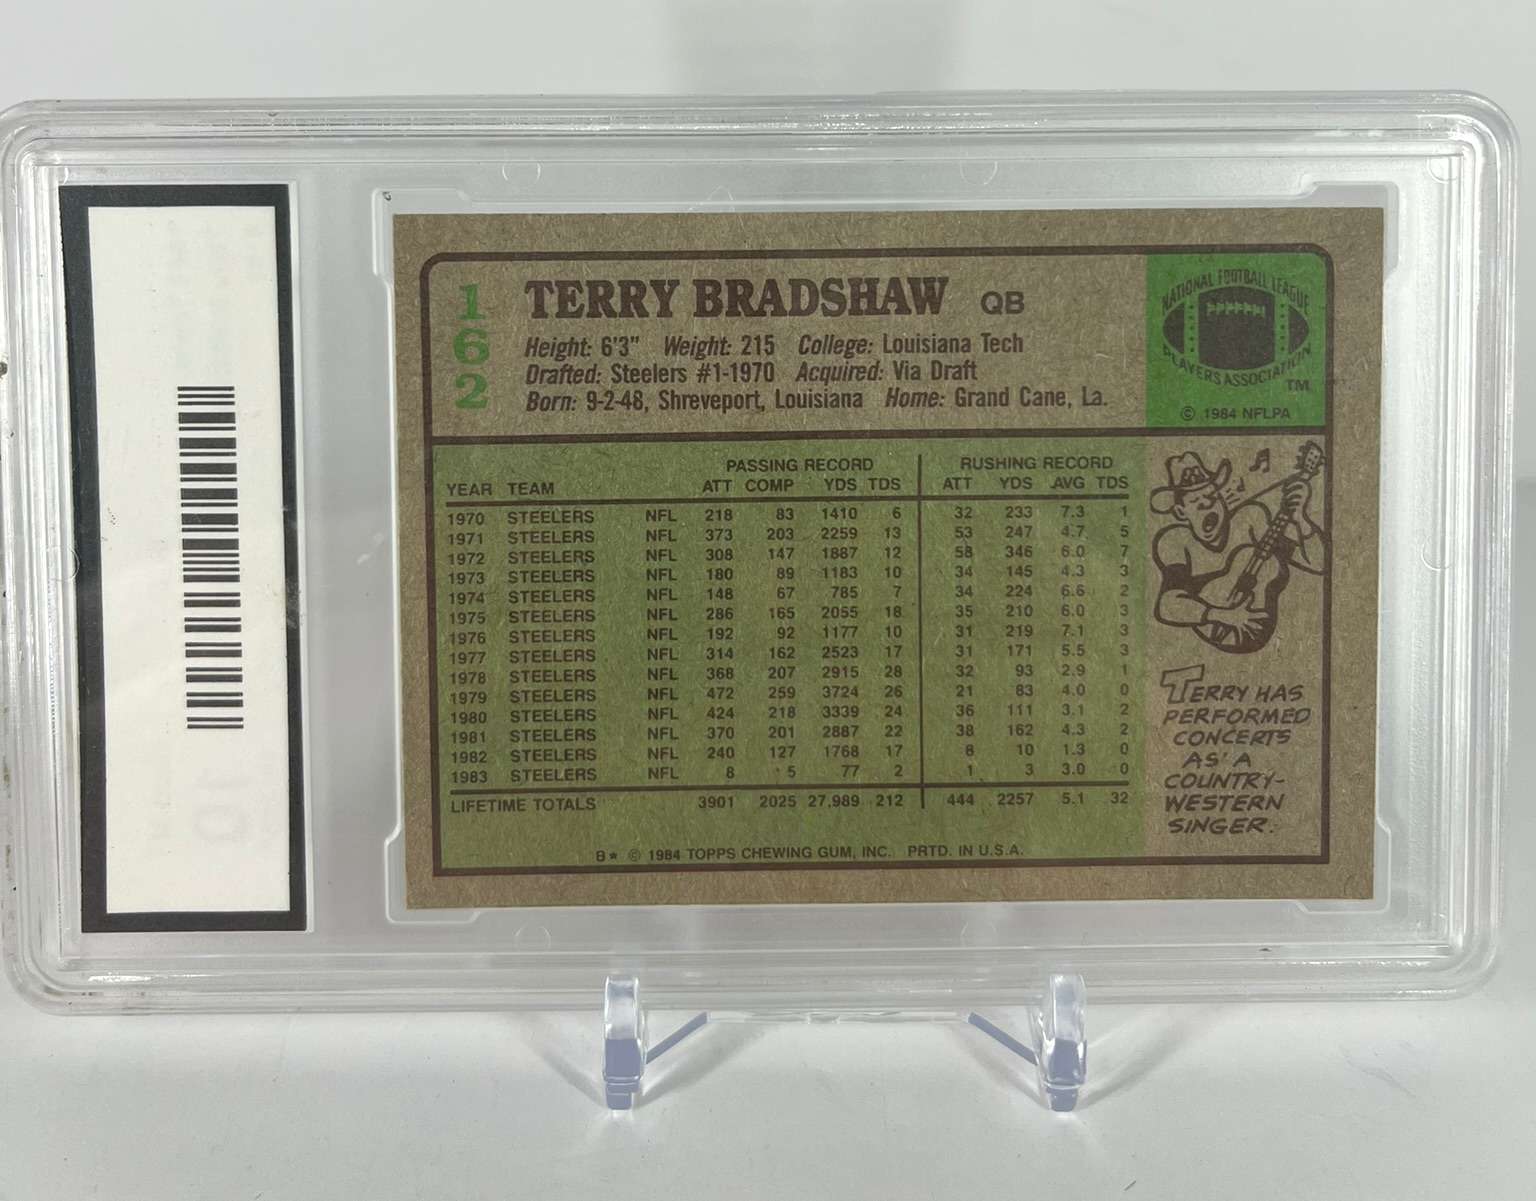 162
TERRY BRADSHAW QB
Height: 6'3" Weight: 215 College: Louisiana Tech
Drafted: Steelers #1-1970 Acquired: Via Draft
Born: 9-2-48, Shreveport, Louisiana Home: Grand Cane, La.
NATIONAL FOOTBALL LEAGUE
PLAYERS ASSOCIATION
TM
© 1984 NFLPA
PASSING RECORD RUSHING RECORD
YEAR TEAM ATT COMP YDS TDS ATT YDS AVG TDS
1970 STEELERS NFL 218 83 1410 6 32 233 7.3 1
1971 STEELERS NFL 373 203 2259 13 53 247 4.7 5
1972 STEELERS NFL 308 147 1887 12 58 346 6.0 7
1973 STEELERS NFL 180 89 1183 10 34 145 4.3 3
1974 STEELERS NFL 148 67 785 7 34 224 6.6 2
1975 STEELERS NFL 286 165 2055 18 35 210 6.0 3
1976 STEELERS NFL 192 92 1177 10 31 219 7.1 3
1977 STEELERS NFL 314 162 2523 17 31 171 5.5 3
1978 STEELERS NFL 368 207 2915 28 32 93 2.9 1
1979 STEELERS NFL 472 259 3724 26 21 83 4.0 0
1980 STEELERS NFL 424 218 3339 24 36 111 3.1 2
1981 STEELERS NFL 370 201 2887 22 38 162 4.3 2
1982 STEELERS NFL 240 127 1768 17 8 10 1.3 0
1983 STEELERS NFL 8 5 77 2 1 3 3.0 0
LIFETIME TOTALS 3901 2025 27,989 212 444 2257 5.1 32
B* © 1984 TOPPS CHEWING GUM, INC. PRTD. IN U.S.A.
TERRY HAS
PERFORMED
CONCERTS
AS A
COUNTRY-
WESTERN
SINGER.